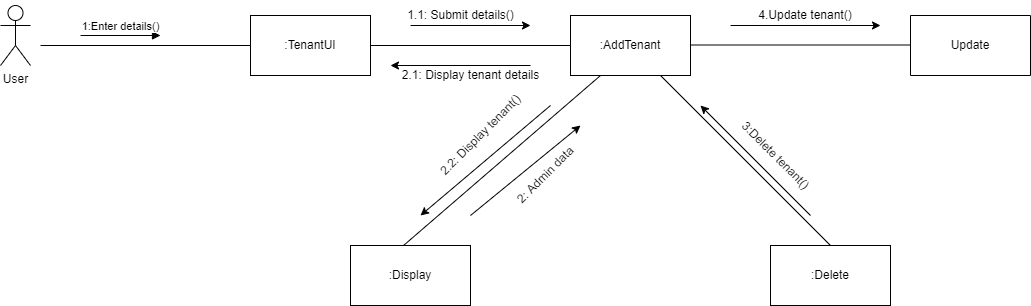 1:Enter details()
1.1: Submit details()
4.Update tenant()
:TenantUI
:AddTenant
Update
User
2.1: Display tenant details
2.2: Display tenant()
2: Admin data
3:Delete tenant()
:Display
:Delete